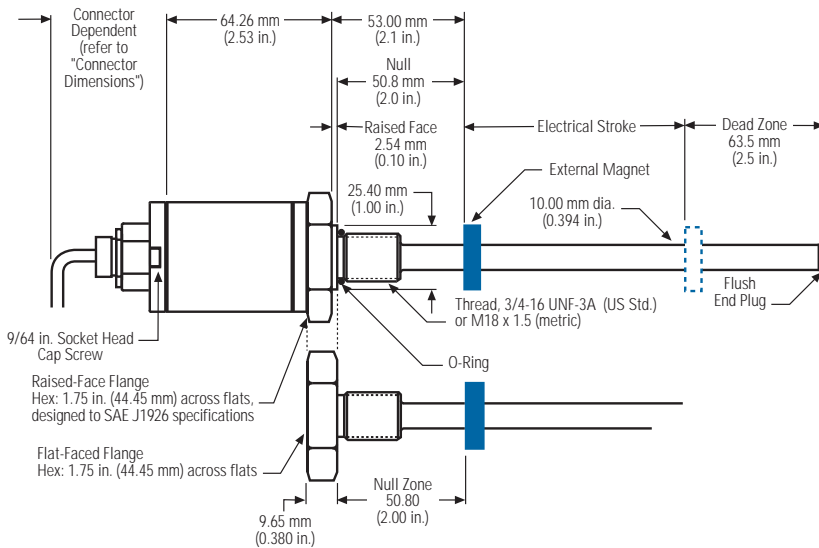 Connector
Dependent
(refer to
"Connector
Dimensions")
64.26 mm
(2.53 in.)
53.00 mm
(2.1 in.)
Null
50.8 mm
(2.0 in.)
Raised Face
2.54 mm
(0.10 in.)
Electrical Stroke
Dead Zone
63.5 mm
(2.5 in.)
External Magnet
25.40 mm
(1.00 in.)
10.00 mm dia.
(0.394 in.)
Flush
End Plug
Thread, 3/4-16 UNF-3A (US Std.)
or M18 x 1.5 (metric)
9/64 in. Socket Head
Cap Screw
O-Ring
Raised-Face Flange
Hex: 1.75 in. (44.45 mm) across flats,
designed to SAE J1926 specifications
Flat-Faced Flange
Hex: 1.75 in. (44.45 mm) across flats
Null Zone
50.80
(2.00 in.)
9.65 mm
(0.380 in.)